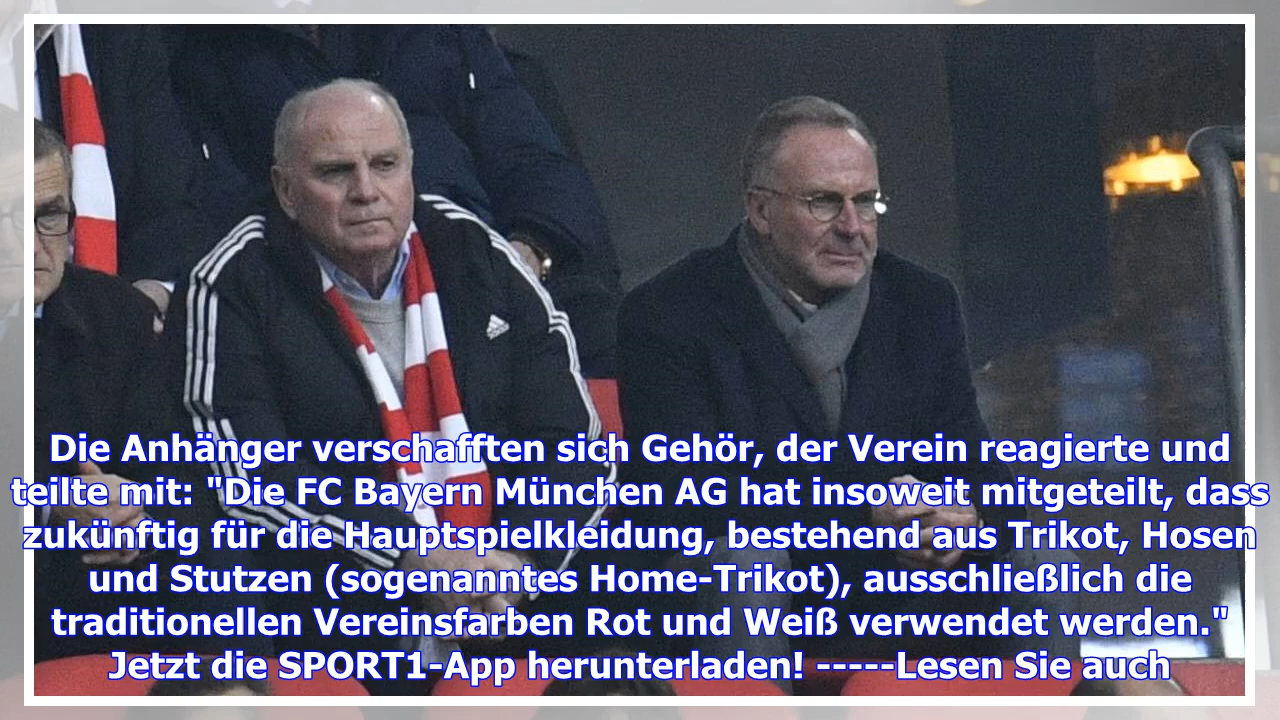 Die Anhänger verschafften sich Gehör, der Verein reagierte und
teilte mit: "Die FC Bayern München AG hat insoweit mitgeteilt, dass
zukünftig für die Hauptspielkleidung, bestehend aus Trikot, Hosen
und Stutzen (sogenanntes Home-Trikot), ausschließlich die
traditionellen Vereinsfarben Rot und Weiß verwendet werden."
Jetzt die SPORT1-App herunterladen! -----Lesen Sie auch